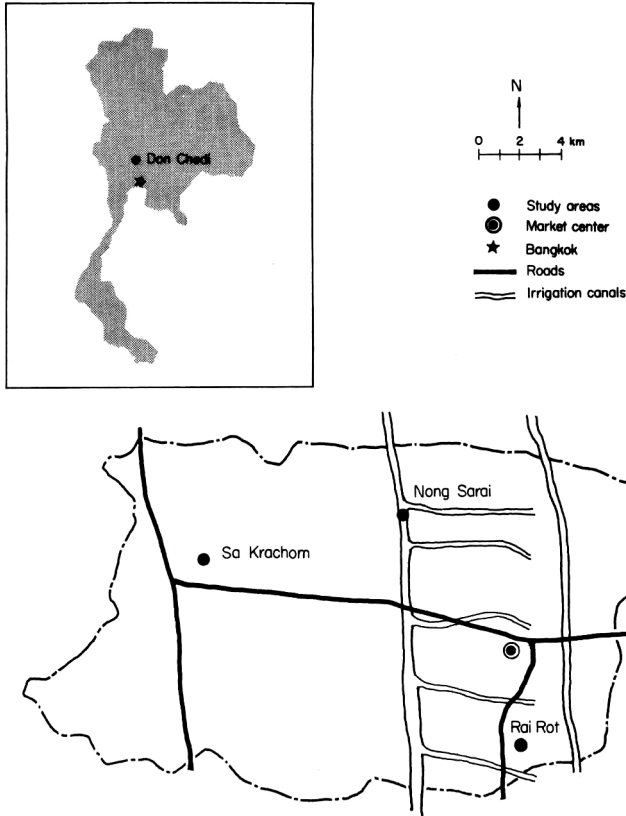 Don Chedi
N
0 2 4 km
Study areas
Market center
Bangkok
Roads
Irrigation canals
Nong Sarai
Sa Krachom
Rai Rot